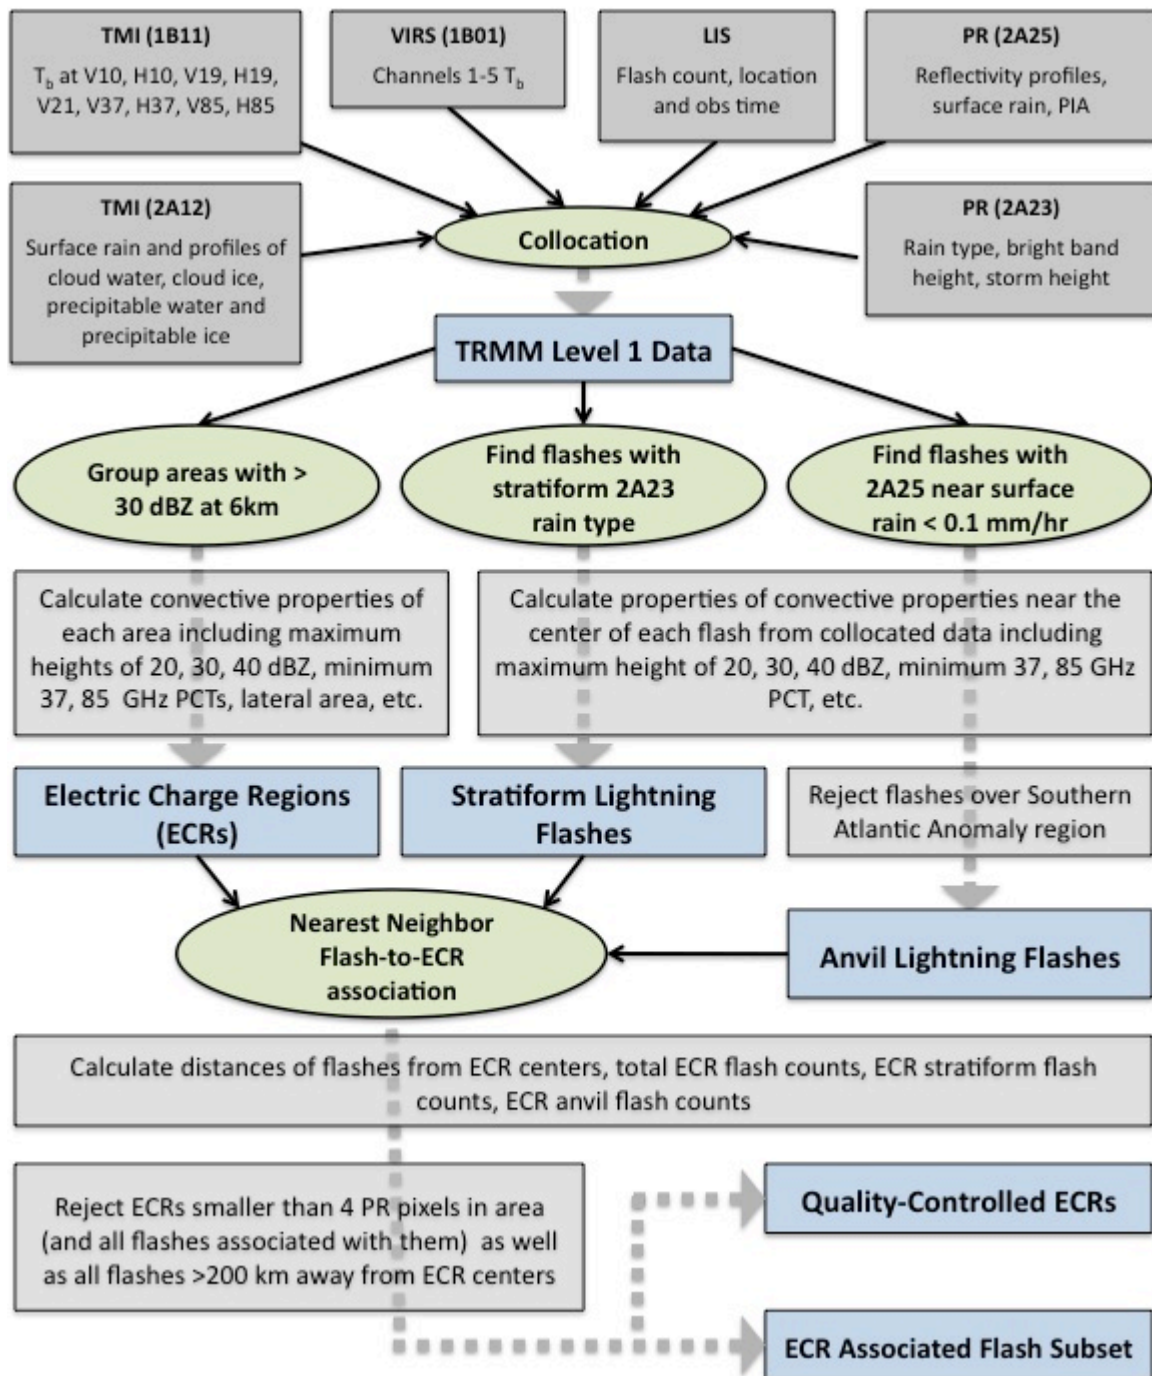 TMI (1B11)
Tb at V10, H10, V19, H19,
V21, V37, H37, V85, H85
VIRS (1B01)
Channels 1-5 Tb
LIS
Flash count, location
and obs time
PR (2A25)
Reflectivity profiles,
surface rain, PIA
TMI (2A12)
Surface rain and profiles of
cloud water, cloud ice,
precipitable water and
precipitable ice
Collocation
PR (2A23)
Rain type, bright band
height, storm height
TRMM Level 1 Data
Group areas with >
30 dBZ at 6km
Find flashes with
stratiform 2A23
rain type
Find flashes with
2A25 near surface
rain < 0.1 mm/hr
Calculate convective properties of
each area including maximum
heights of 20, 30, 40 dBZ, minimum
37, 85 GHz PCTs, lateral area, etc.
Calculate properties of convective properties near the
center of each flash from collocated data including
maximum height of 20, 30, 40 dBZ, minimum 37, 85 GHz
PCT, etc.
Electric Charge Regions
(ECRs)
Stratiform Lightning
Flashes
Reject flashes over Southern
Atlantic Anomaly region
Nearest Neighbor
Flash-to-ECR
association
Anvil Lightning Flashes
Calculate distances of flashes from ECR centers, total ECR flash counts, ECR stratiform flash
counts, ECR anvil flash counts
Reject ECRs smaller than 4 PR pixels in area
(and all flashes associated with them) as well
as all flashes >200 km away from ECR centers
Quality-Controlled ECRs
ECR Associated Flash Subset